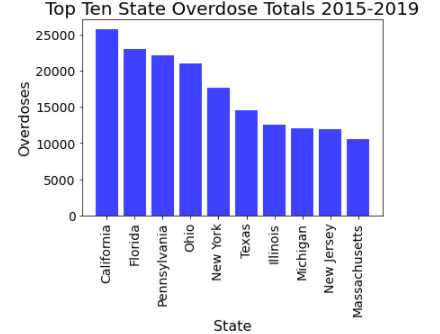 Top Ten State Overdose Totals 2015-2019
25000
20000
15000
10000
5000
0
Overdoses
California
Florida
Pennsylvania
Ohio
New York
Texas
Illinois
Michigan
New Jersey
Massachusetts
State